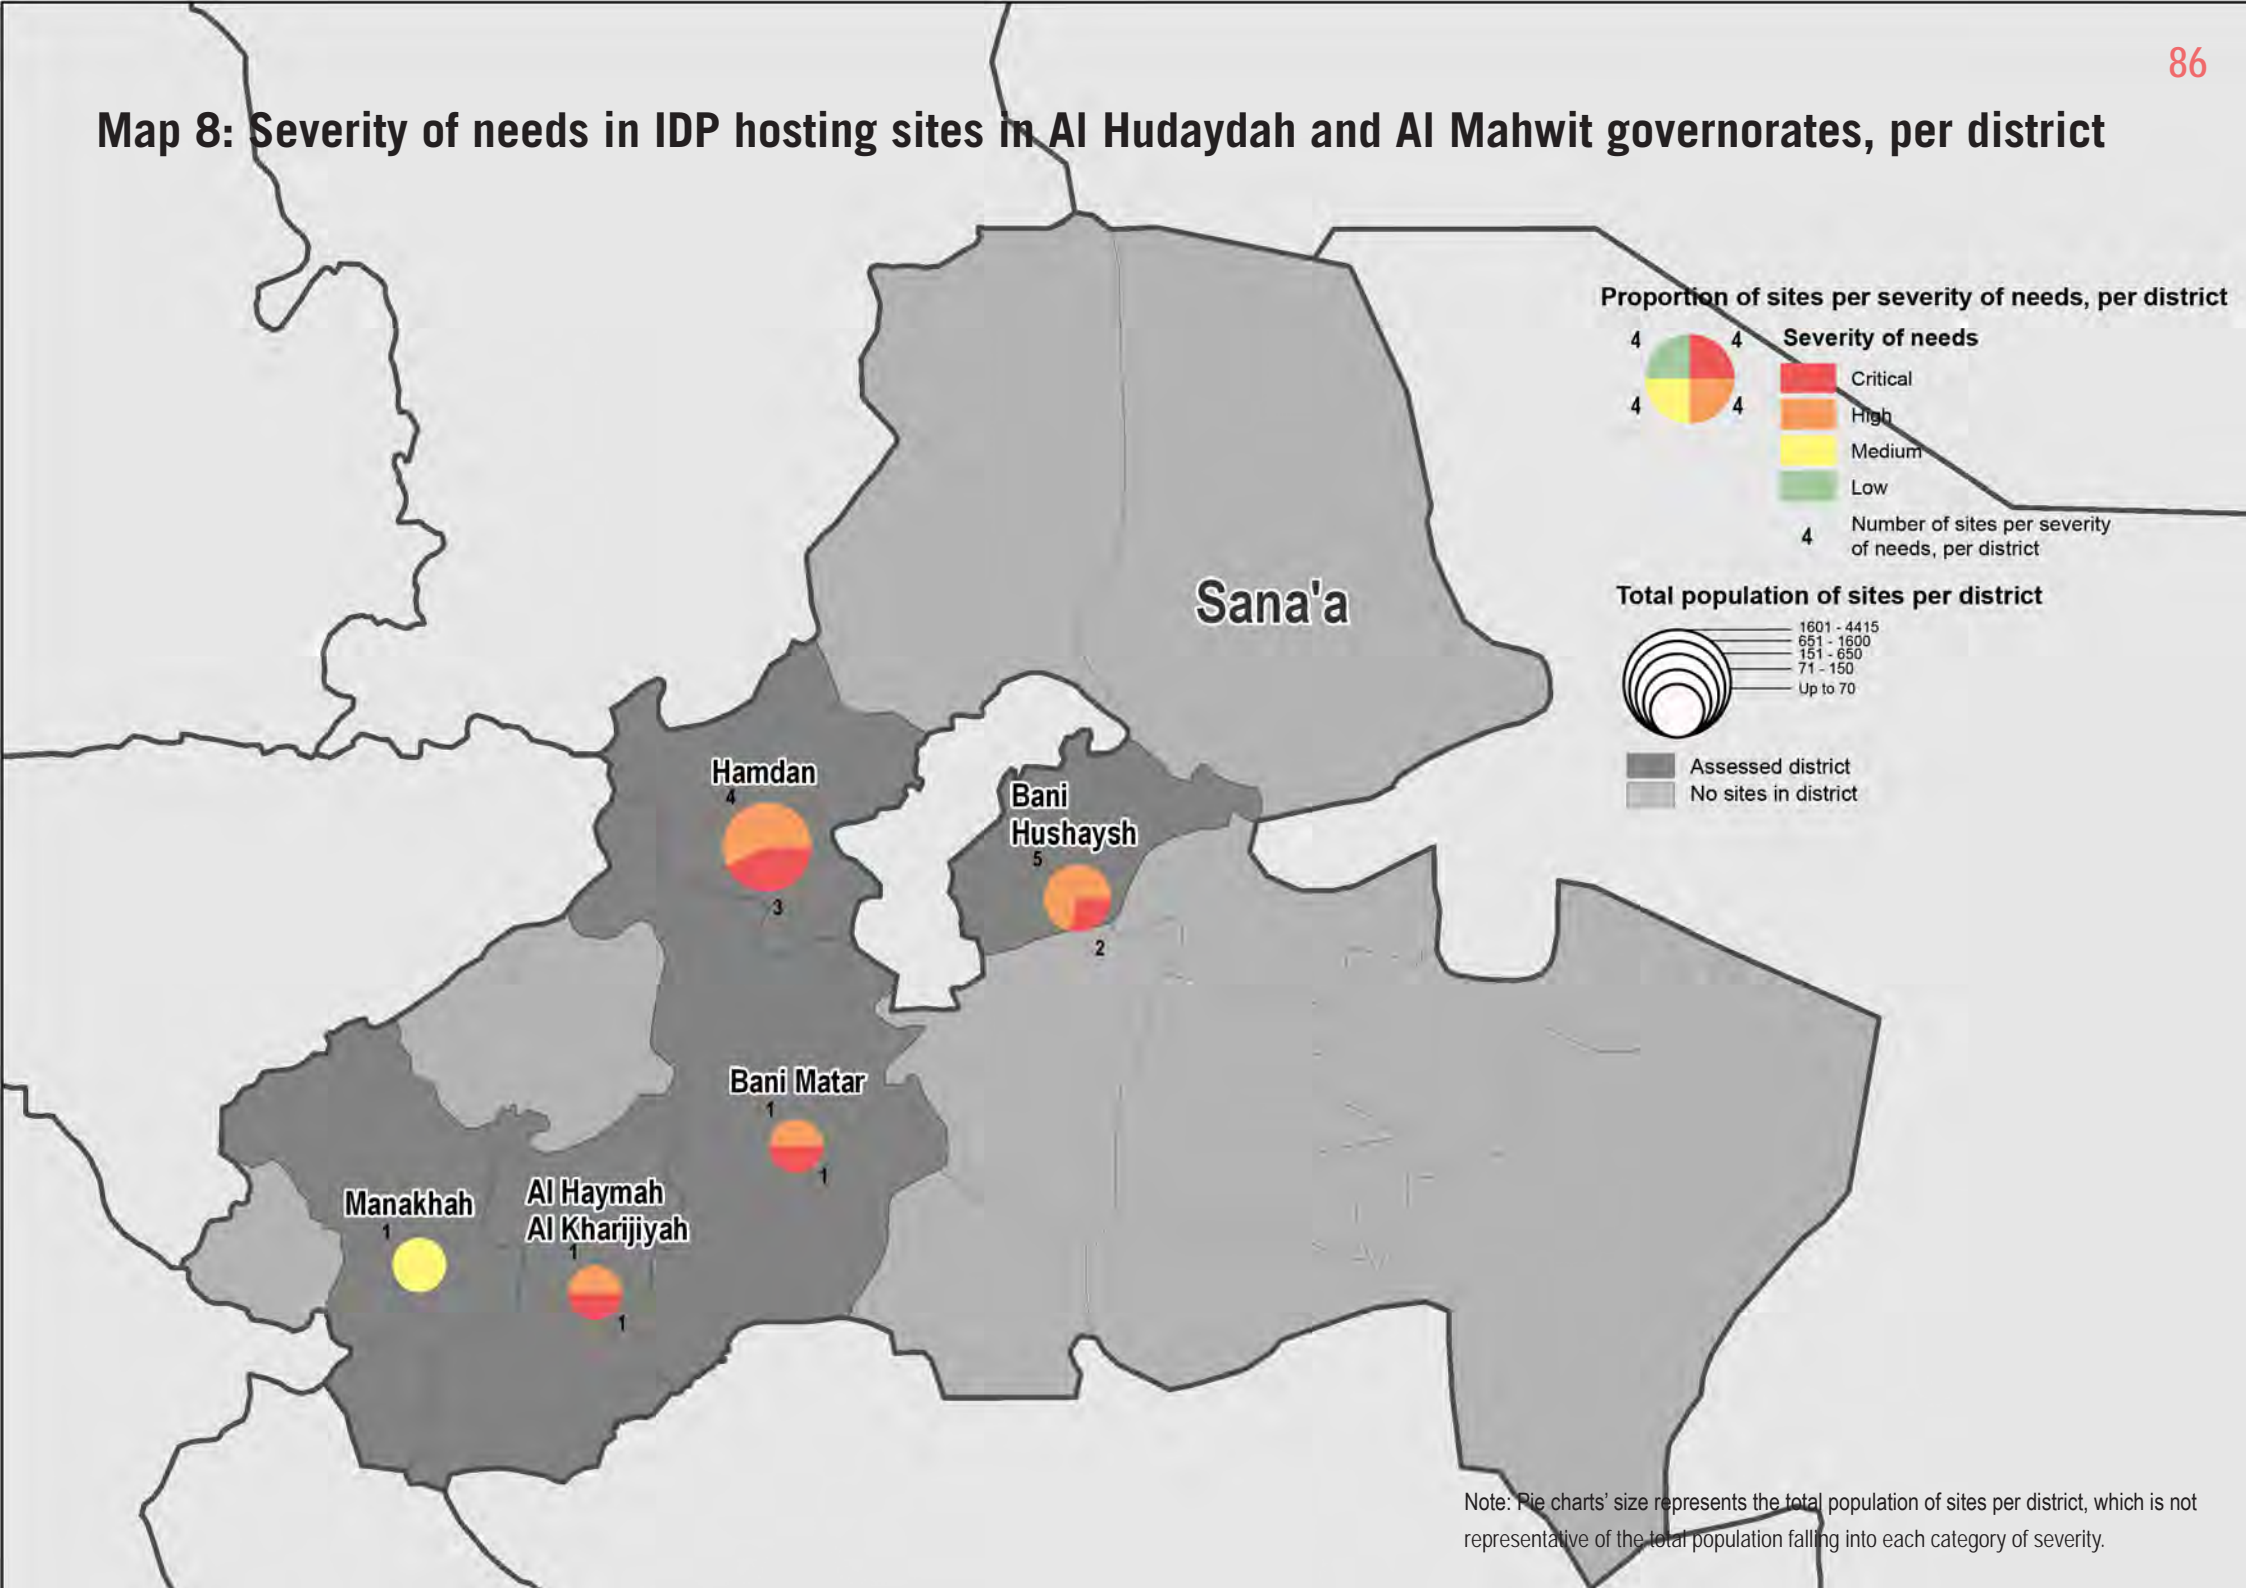 86
Map 8: Severity of needs in IDP hosting sites in Al Hudaydah and Al Mahwit governorates, per district
Proportion of sites per severity of needs, per district
4
4
4
4
Severity of needs
Critical
High
Medium
Low
4
Number of sites per severity
of needs, per district
Total population of sites per district
1601 - 4415
651 - 1600
151 - 650
71 - 150
Up to 70
Assessed district
No sites in district
Sana'a
Hamdan
4
3
Bani
Hushaysh
5
2
Bani Matar
1
1
Manakhah
1
Al Haymah
Al Kharijiyah
1
1
Note: Pie charts’ size represents the total population of sites per district, which is not
representative of the total population falling into each category of severity.